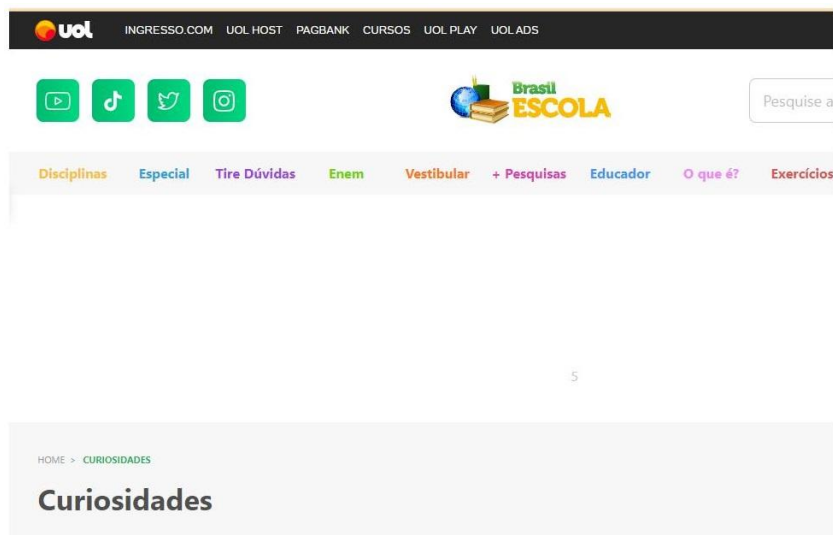 uol INGRESSO.COM UOL HOST PAGBANK CURSOS UOL PLAY UOL ADS
Brasil
ESCOLA
Pesquise a
Disciplinas Especial Tire Dúvidas Enem Vestibular + Pesquisas Educador O que é? Exercícios
5
HOME > CURIOSIDADES
Curiosidades